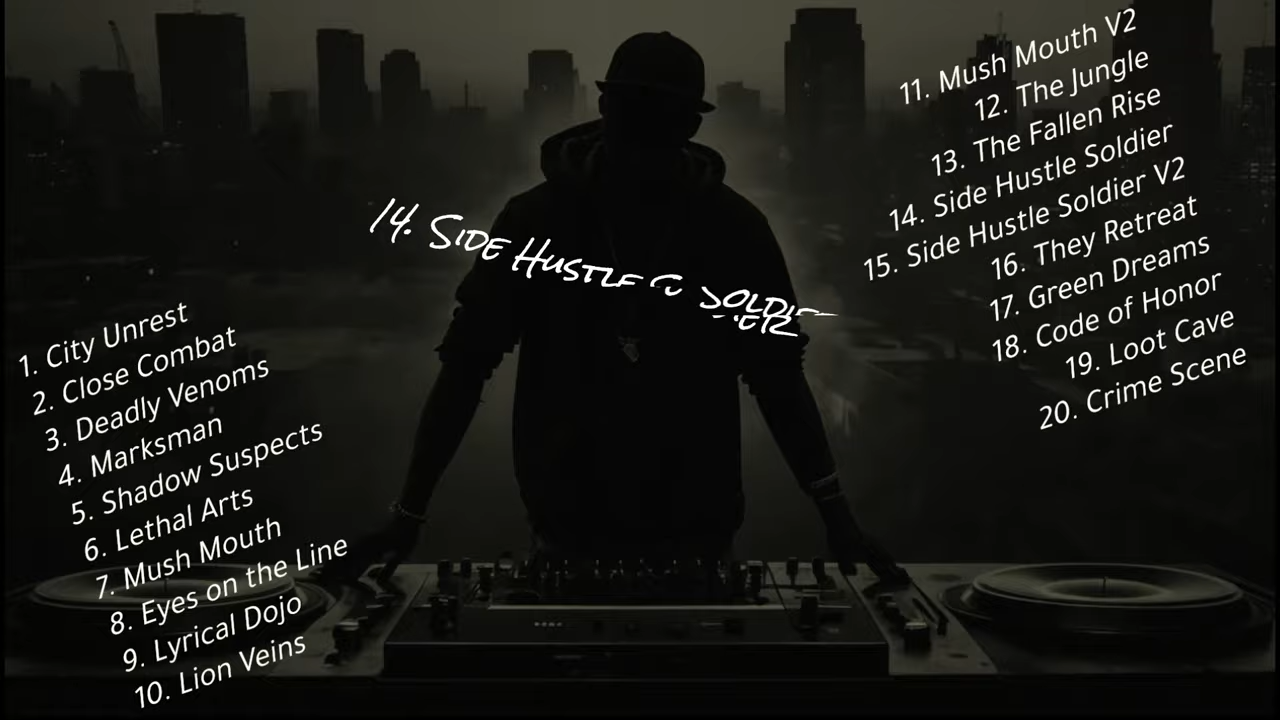 1. City Unrest
2. Close Combat
3. Deadly Venoms
4. Marksman
5. Shadow Suspects
6. Lethal Arts
7. Mush Mouth
8. Eyes on the Line
9. Lyrical Dojo
10. Lion Veins
14. SIDE HUSTLE SOLDIER
11. Mush Mouth V2
12. The Jungle
13. The Fallen Rise
14. Side Hustle Soldier
15. Side Hustle Soldier V2
16. They Retreat
17. Green Dreams
18. Code of Honor
19. Loot Cave
20. Crime Scene